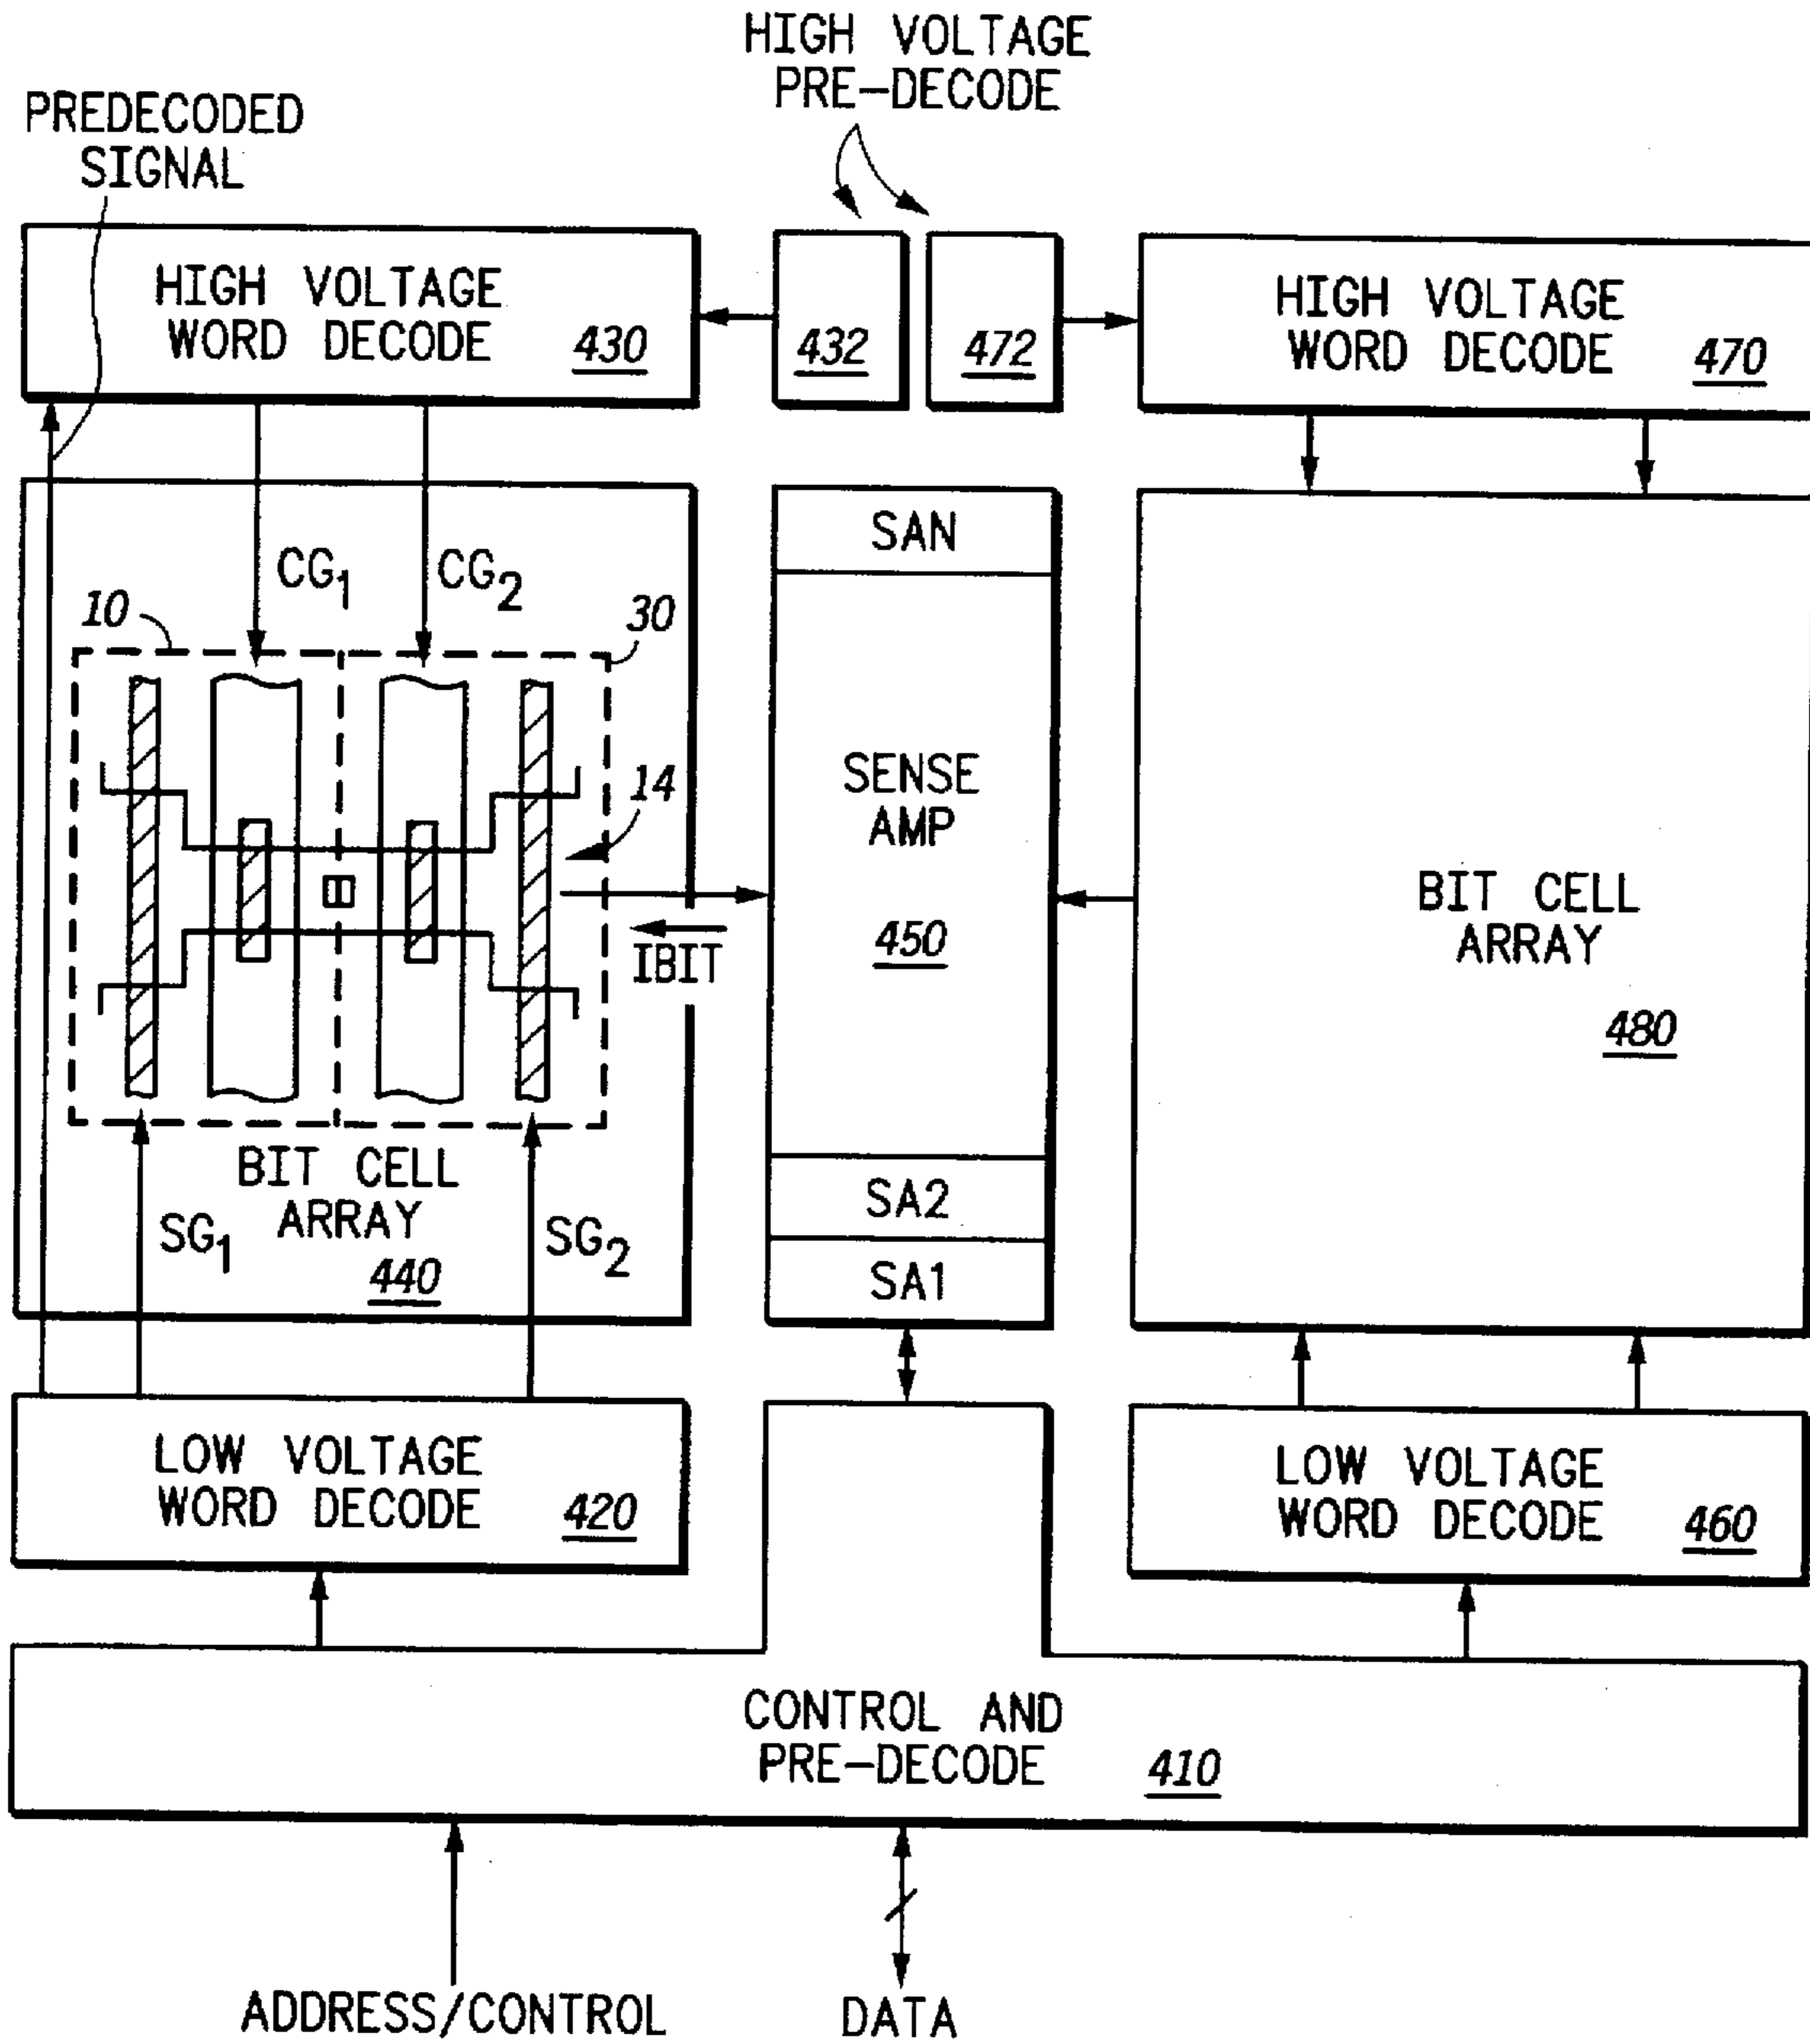 HIGH VOLTAGE
PRE-DECODE
PREDECODED
SIGNAL
HIGH VOLTAGE
WORD DECODE 430
432
472
HIGH VOLTAGE
WORD DECODE 470
CG1
CG2
10
30
14
IBIT
BIT CELL
ARRAY
440
SG1
SG2
SAN
SENSE
AMP
450
SA2
SA1
BIT CELL
ARRAY
480
LOW VOLTAGE
WORD DECODE 420
LOW VOLTAGE
WORD DECODE 460
CONTROL AND
PRE-DECODE 410
ADDRESS/CONTROL
DATA